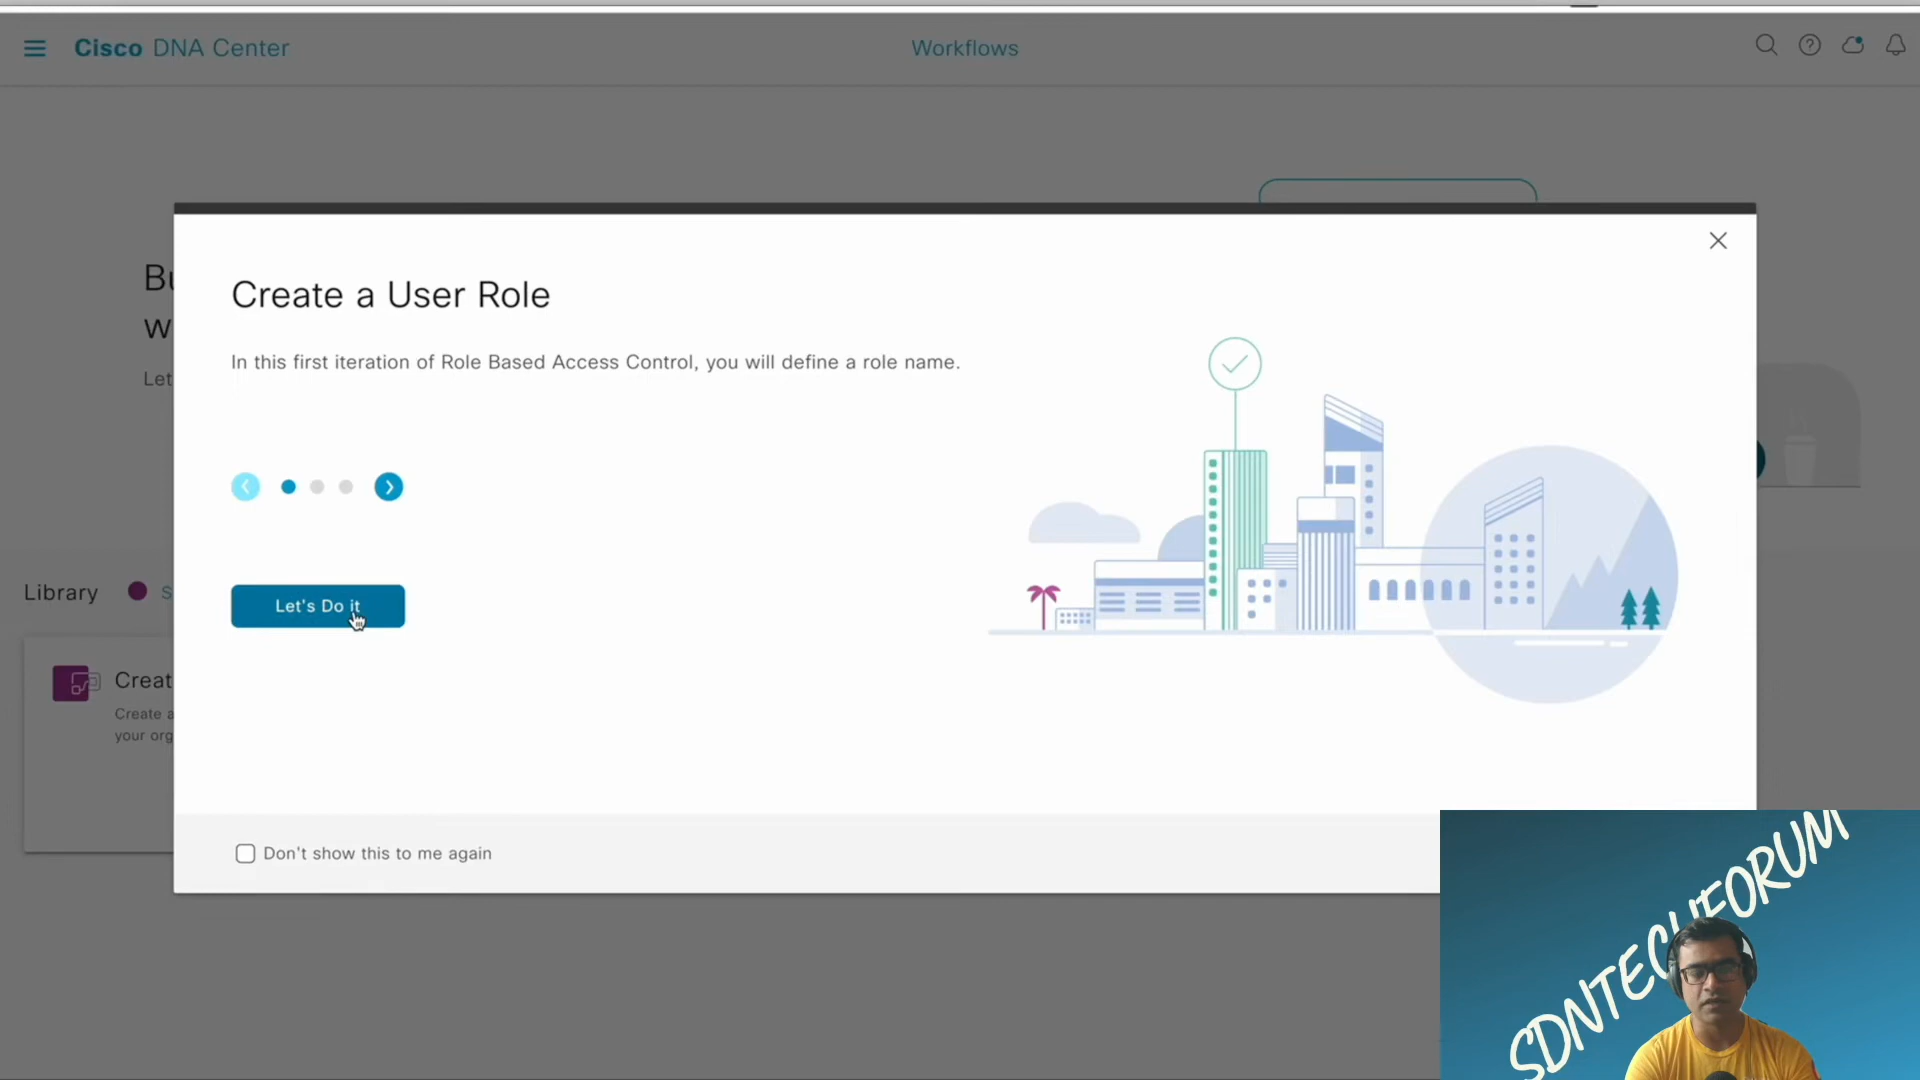 Cisco DNA Center
Workflows
Bu
w
Let
Create a User Role
In this first iteration of Role Based Access Control, you will define a role name.
Let's Do it
Library
S
Creat
Create a
your org
Don't show this to me again
SDNTECHFORUM